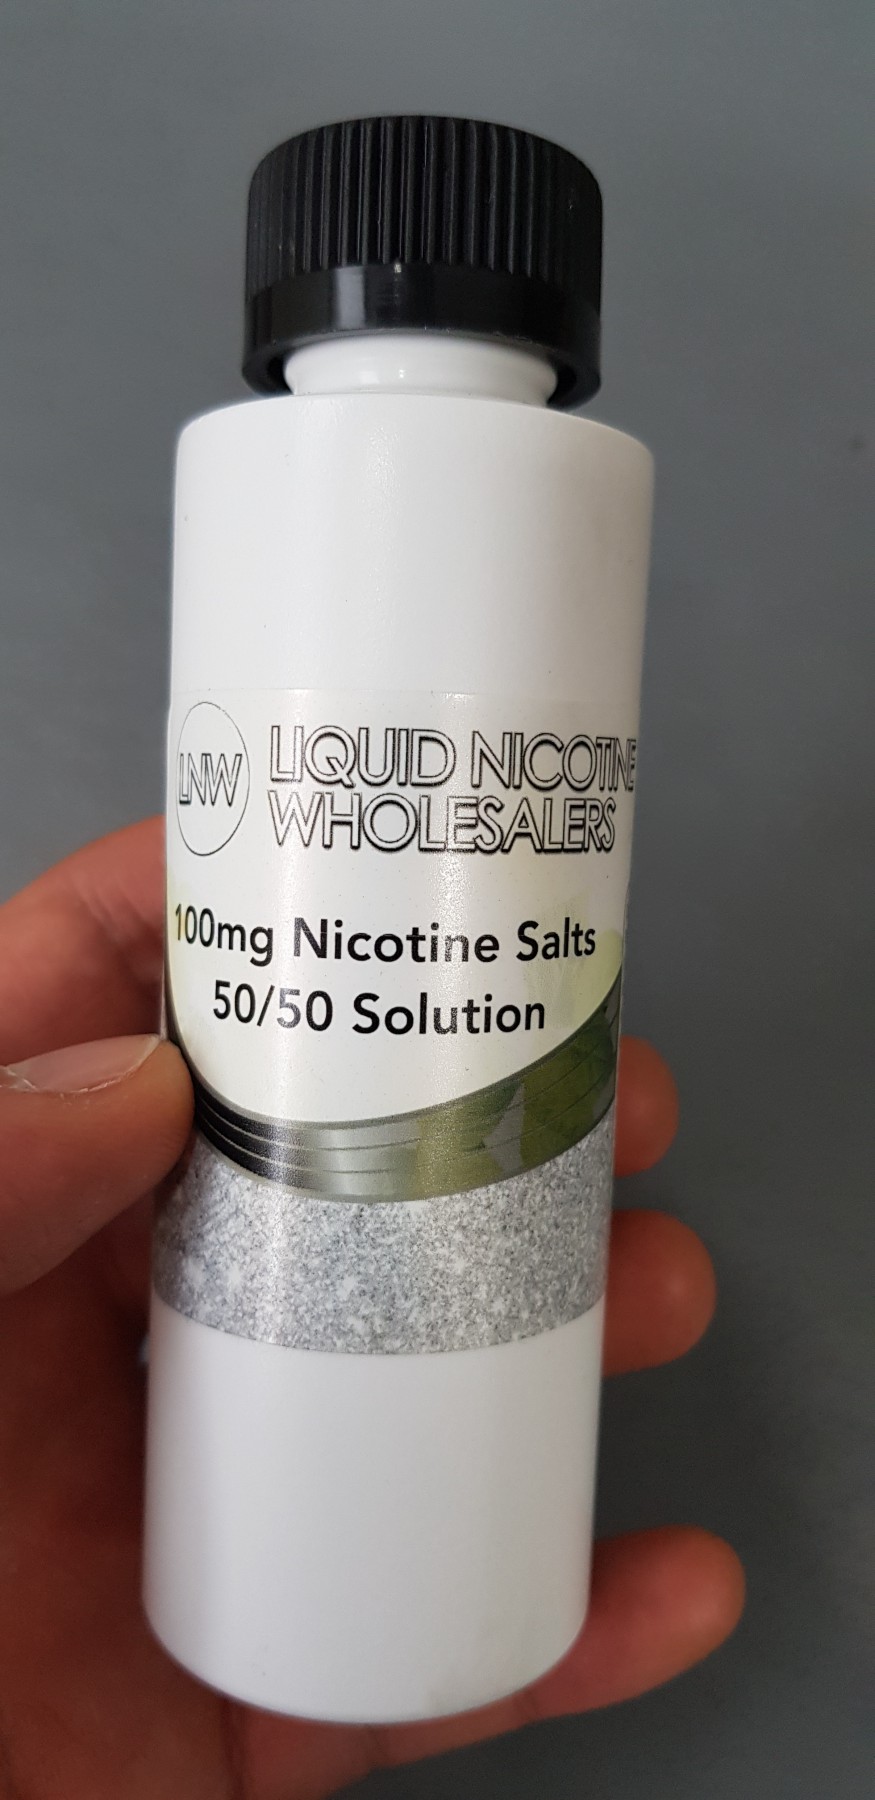 LNW
LIQUID NICOTINE
WHOLESALERS
100mg Nicotine Salts
50/50 Solution